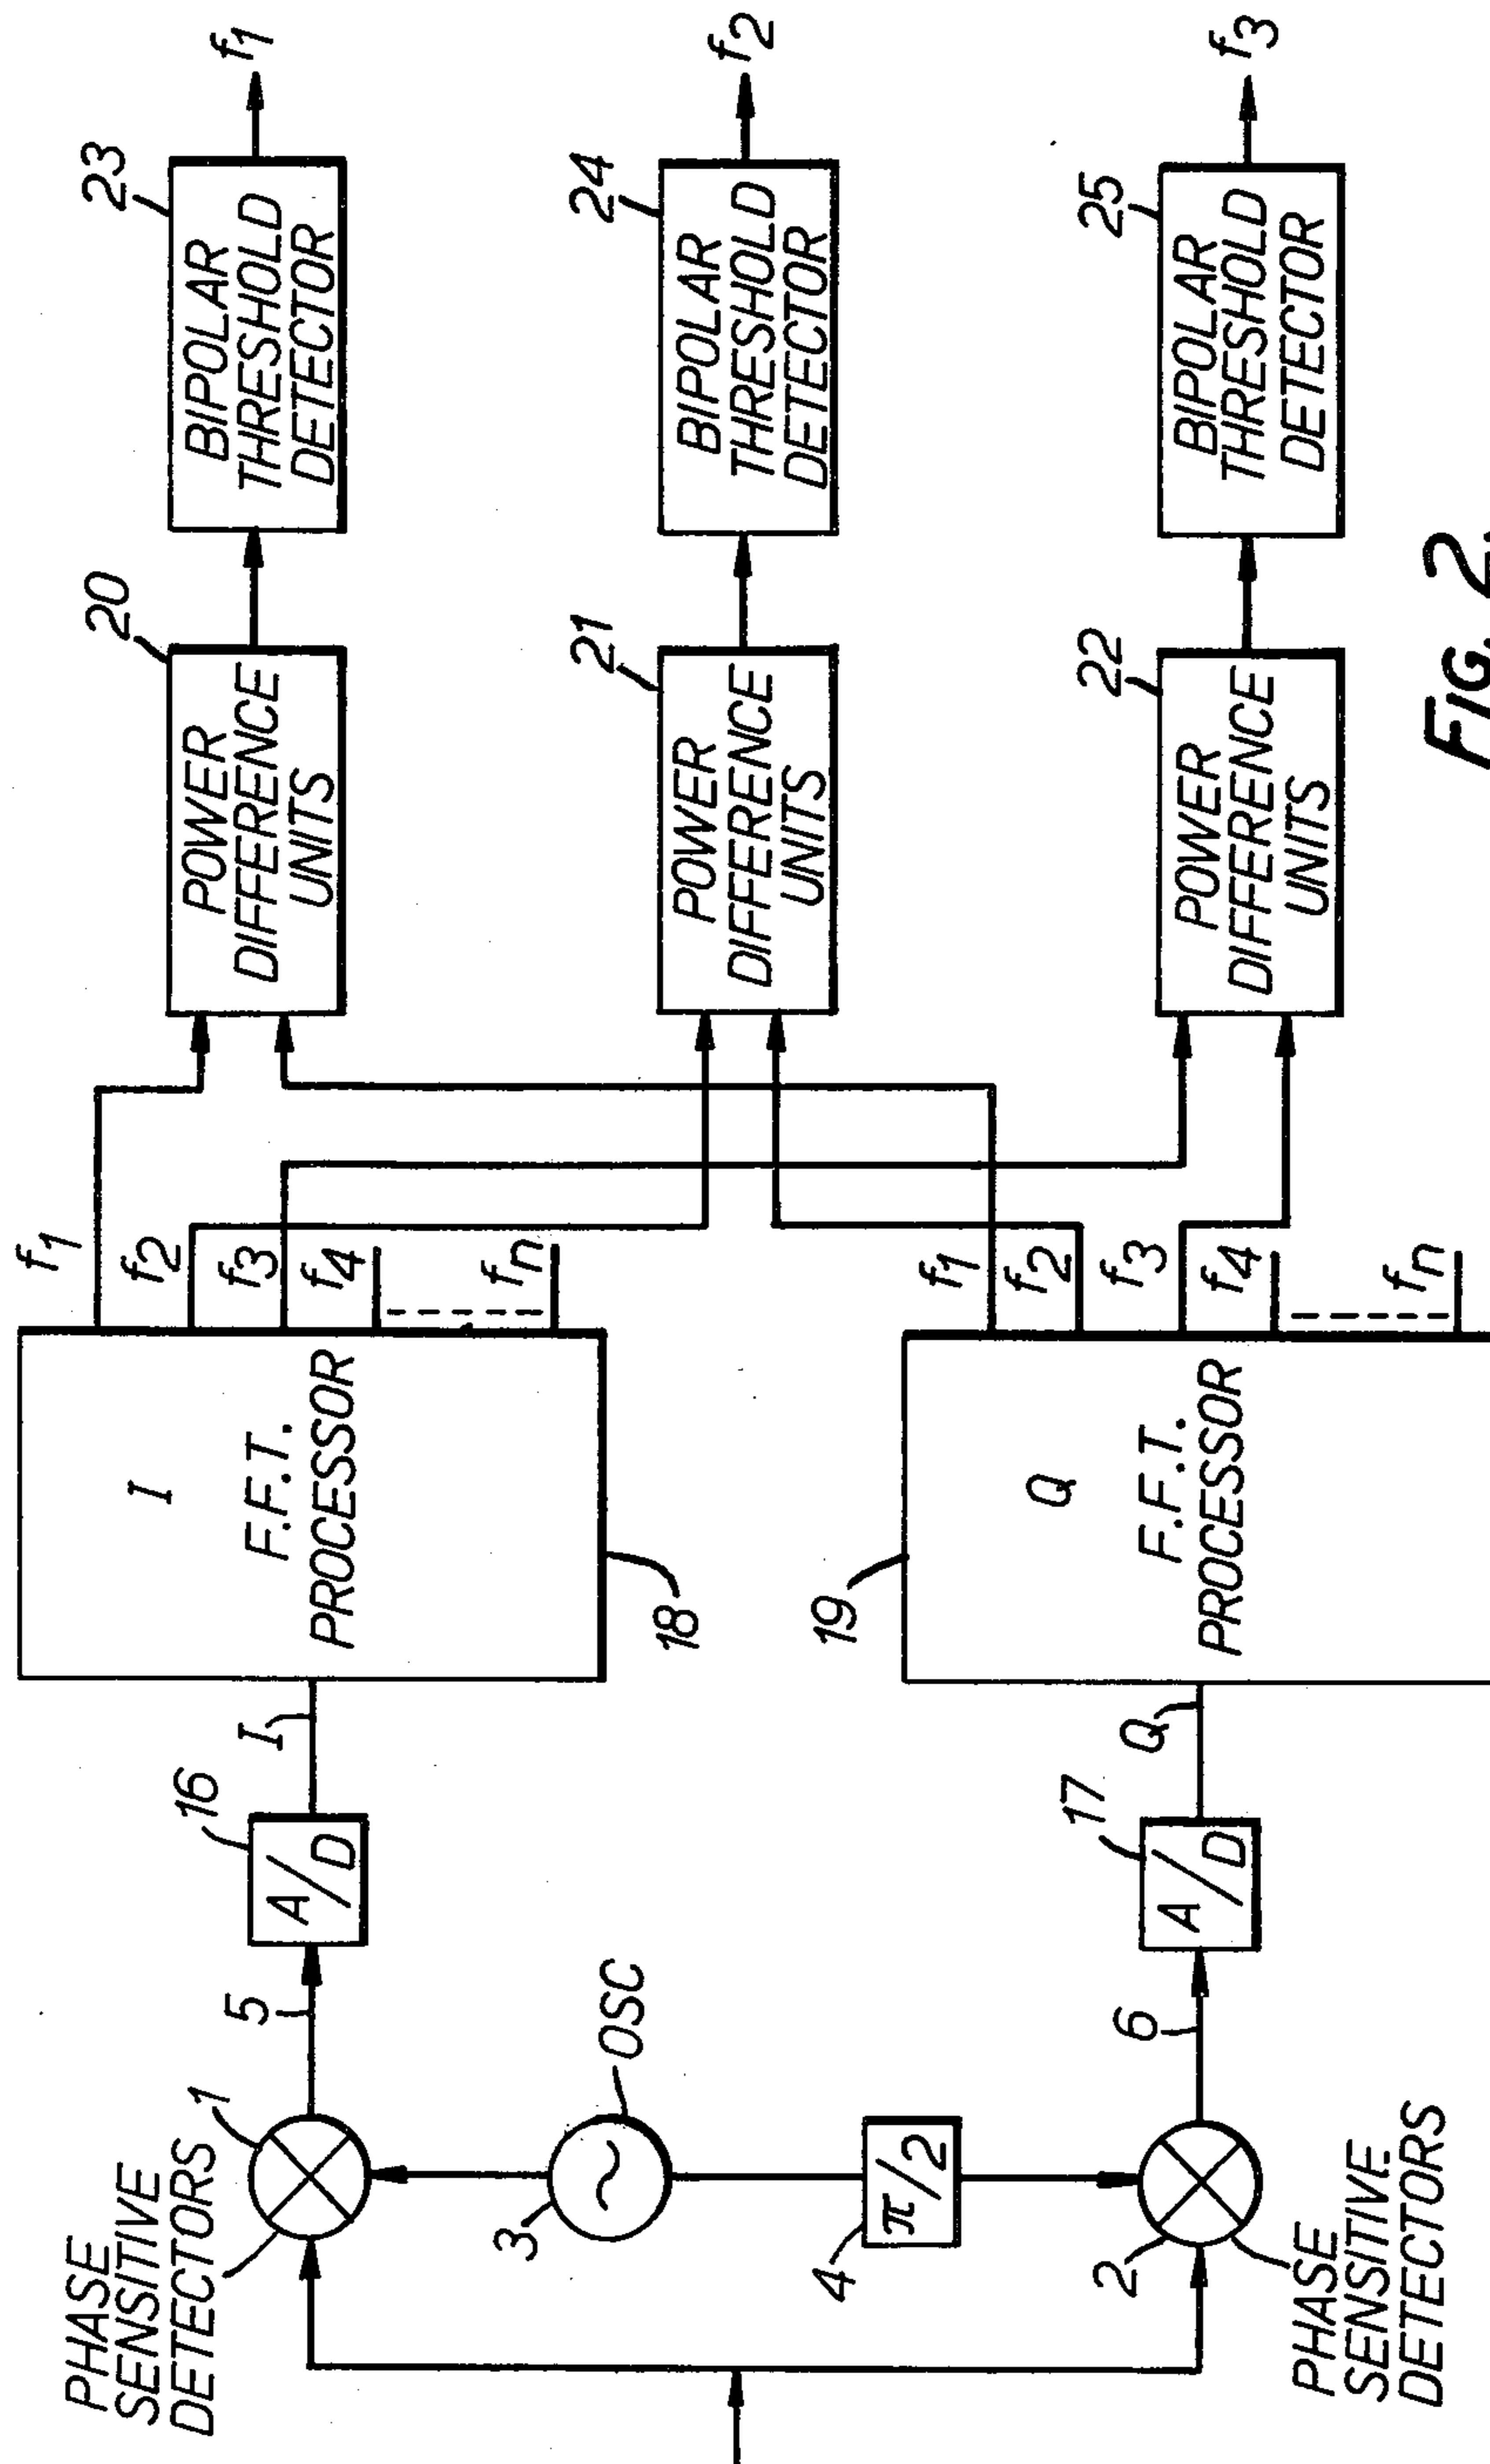 PHASE
SENSITIVE
DETECTORS
1
5
16
A/D
I
I
F.F.T.
PROCESSOR
18
f1
f2
f3
f4
fn
20
POWER
DIFFERENCE
UNITS
23
BIPOLAR
THRESHOLD
DETECTOR
f1
3
OSC
4
π/2
21
POWER
DIFFERENCE
UNITS
24
BIPOLAR
THRESHOLD
DETECTOR
f2
2
PHASE
SENSITIVE
DETECTORS
6
17
A/D
Q
19
Q
F.F.T.
PROCESSOR
f1
f2
f3
f4
fn
22
POWER
DIFFERENCE
UNITS
25
BIPOLAR
THRESHOLD
DETECTOR
f3
FIG. 2.